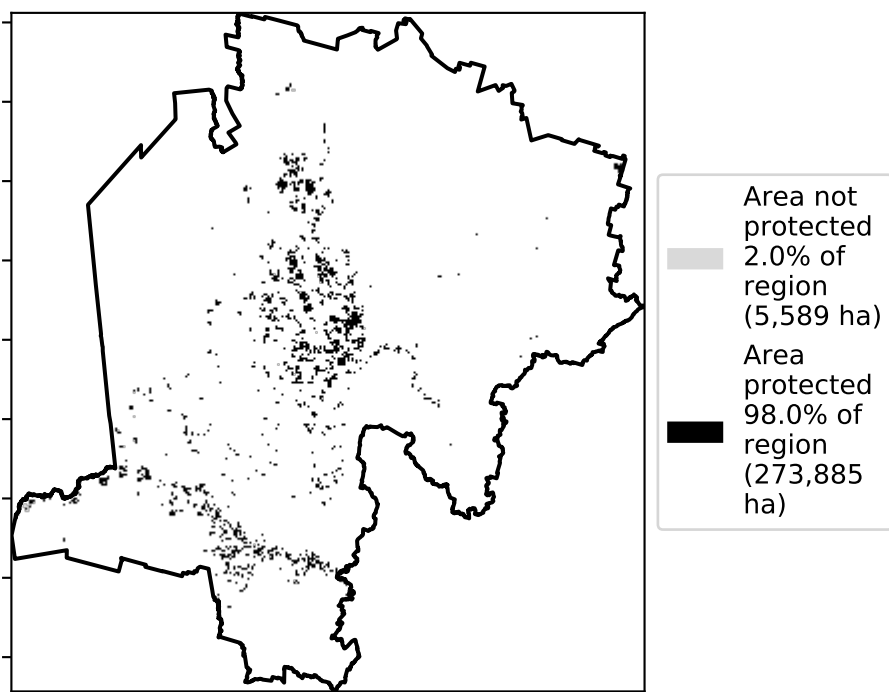 Area not
protected
2.0% of
region
(5,589 ha)
Area
protected
98.0% of
region
(273,885
ha)